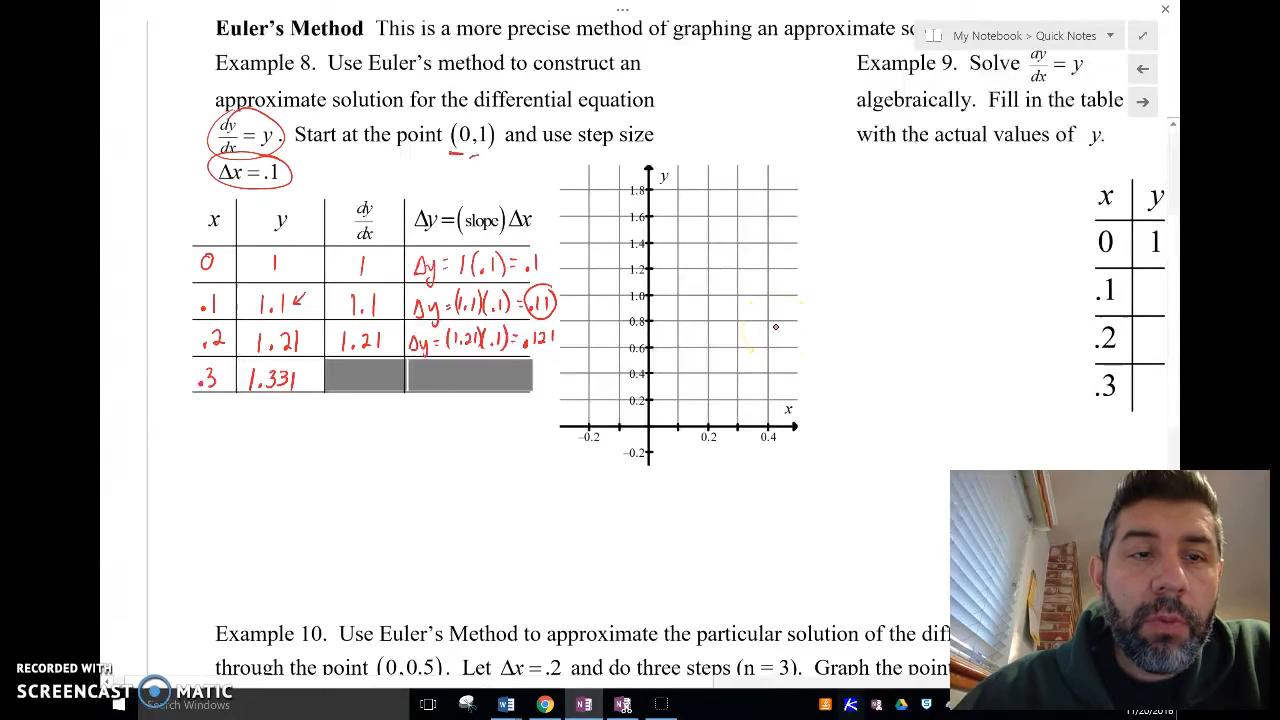 Euler's Method This is a more precise method of graphing an approximate
My Notebook > Quick Notes
Example 8. Use Euler's method to construct an
approximate solution for the differential equation
dy/dx = y. Start at the point (0,1) and use step size
Δx = .1
x y dy/dx Δy = (slope) Δx
0 1 1 Δy = 1(.1) = .1
.1 1.1 1.1 Δy = (1.1)(.1) = .11
.2 1.21 1.21 Δy = (1.21)(.1) = .121
.3 1.331
y
1.8
1.6
1.4
1.2
1.0
0.8
0.6
0.4
0.2
x
-0.2 0.2 0.4
-0.2
Example 9. Solve dy/dx = y
algebraically. Fill in the table
with the actual values of y.
x y
0 1
.1
.2
.3
Example 10. Use Euler's Method to approximate the particular solution of the
through the point (0,0.5). Let Δx = .2 and do three steps (n = 3). Graph the
RECORDED WITH
SCREENCAST MATIC
Search Windows
11/20/2018